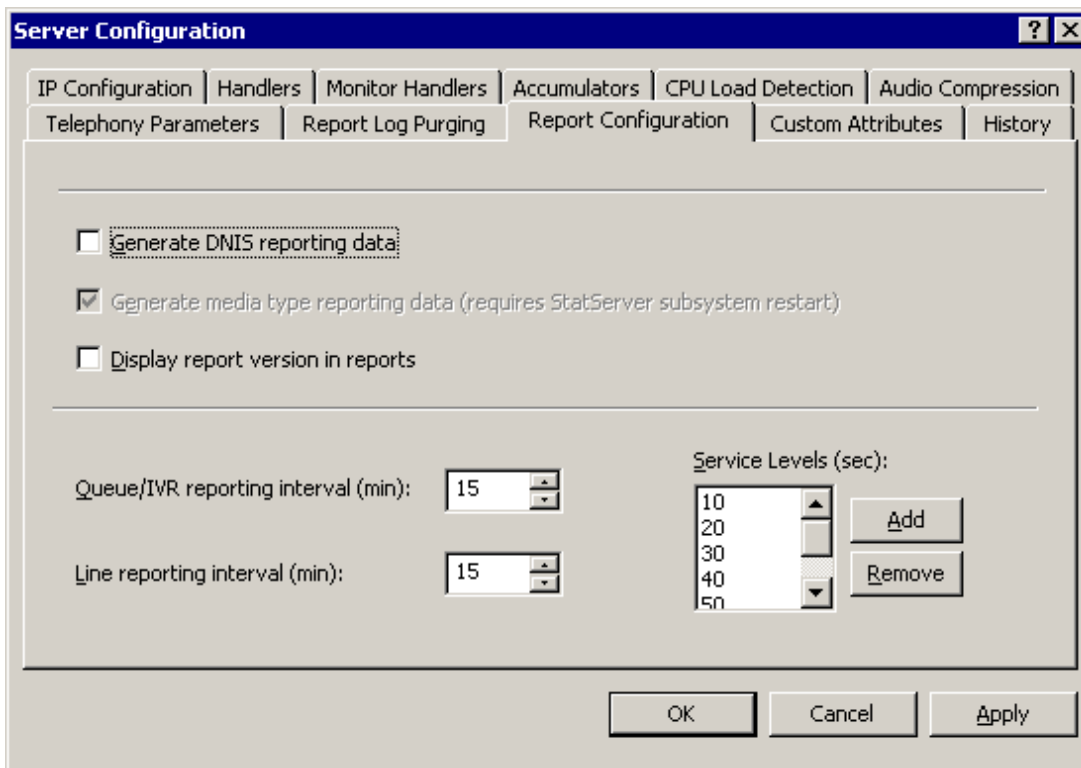 Server Configuration
IP Configuration Handlers Monitor Handlers Accumulators CPU Load Detection Audio Compression
Telephony Parameters Report Log Purging Report Configuration Custom Attributes History
Generate DNIS reporting data
Generate media type reporting data (requires StatServer subsystem restart)
Display report version in reports
Queue/IVR reporting interval (min): 15
Line reporting interval (min): 15
Service Levels (sec):
10
20
30
40
50
Add
Remove
OK Cancel Apply